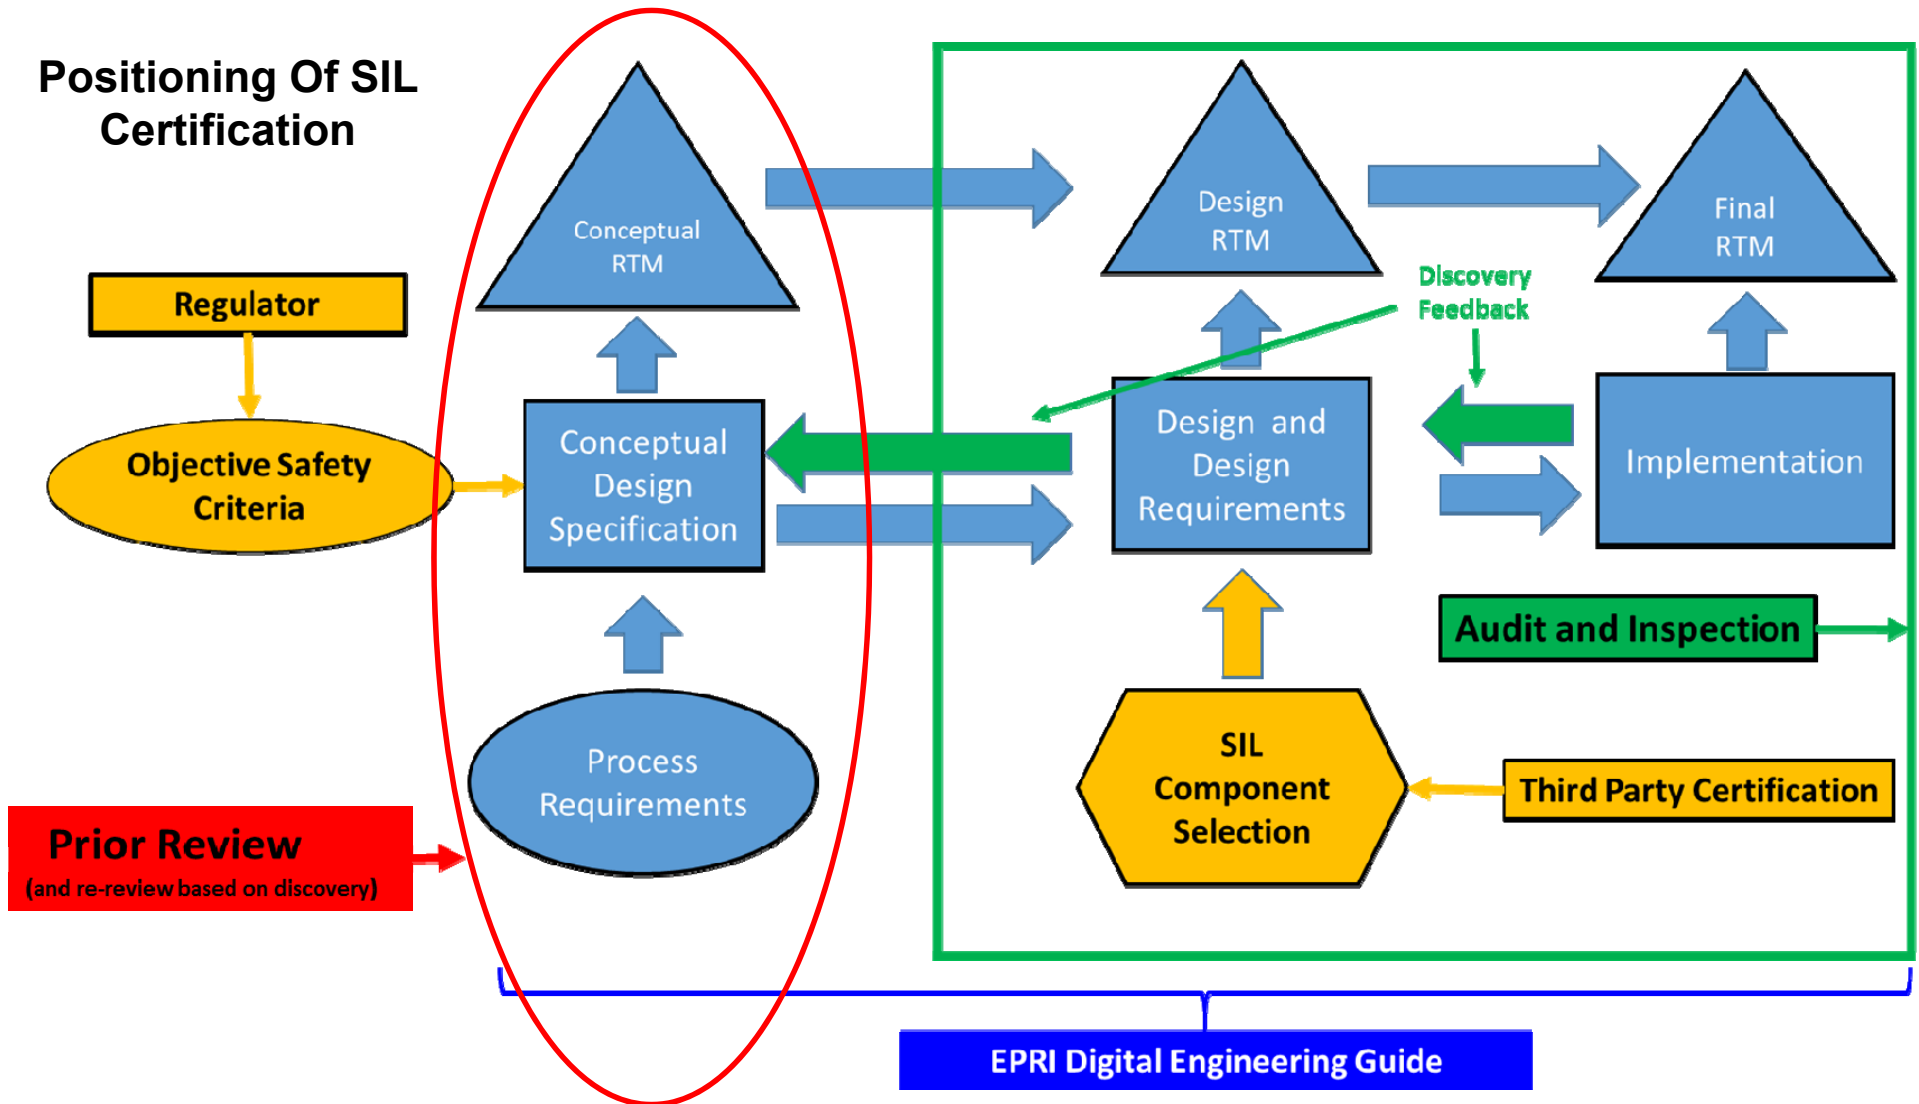 Positioning Of SIL
Certification
Conceptual
RTM
Design
RTM
Final
RTM
Discovery
Feedback
Regulator
Objective Safety
Criteria
Conceptual
Design
Specification
Design and
Design
Requirements
Implementation
Audit and Inspection
Process
Requirements
SIL
Component
Selection
Third Party Certification
Prior Review
(and re-review based on discovery)
EPRI Digital Engineering Guide